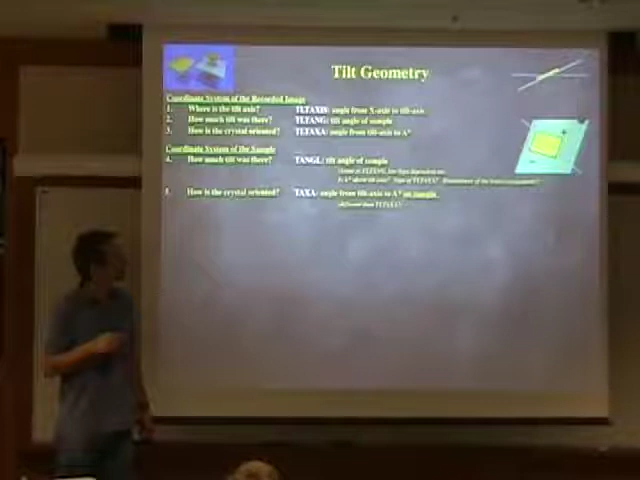 Tilt Geometry
Coordinate System of the Recorded Image
1. Where is the tilt axis? TLTAXIS: angle from X-axis to tilt-axis
2. How much tilt was there? TLTANG: tilt angle of sample
3. How is the crystal oriented? TLTAXA: angle from tilt-axis to A*
Coordinate System of the Sample
4. How much tilt was there? TANGL: tilt angle of sample
5. How is the crystal oriented? TAXA: angle from tilt-axis to A* on sample
different than TLTAXA!